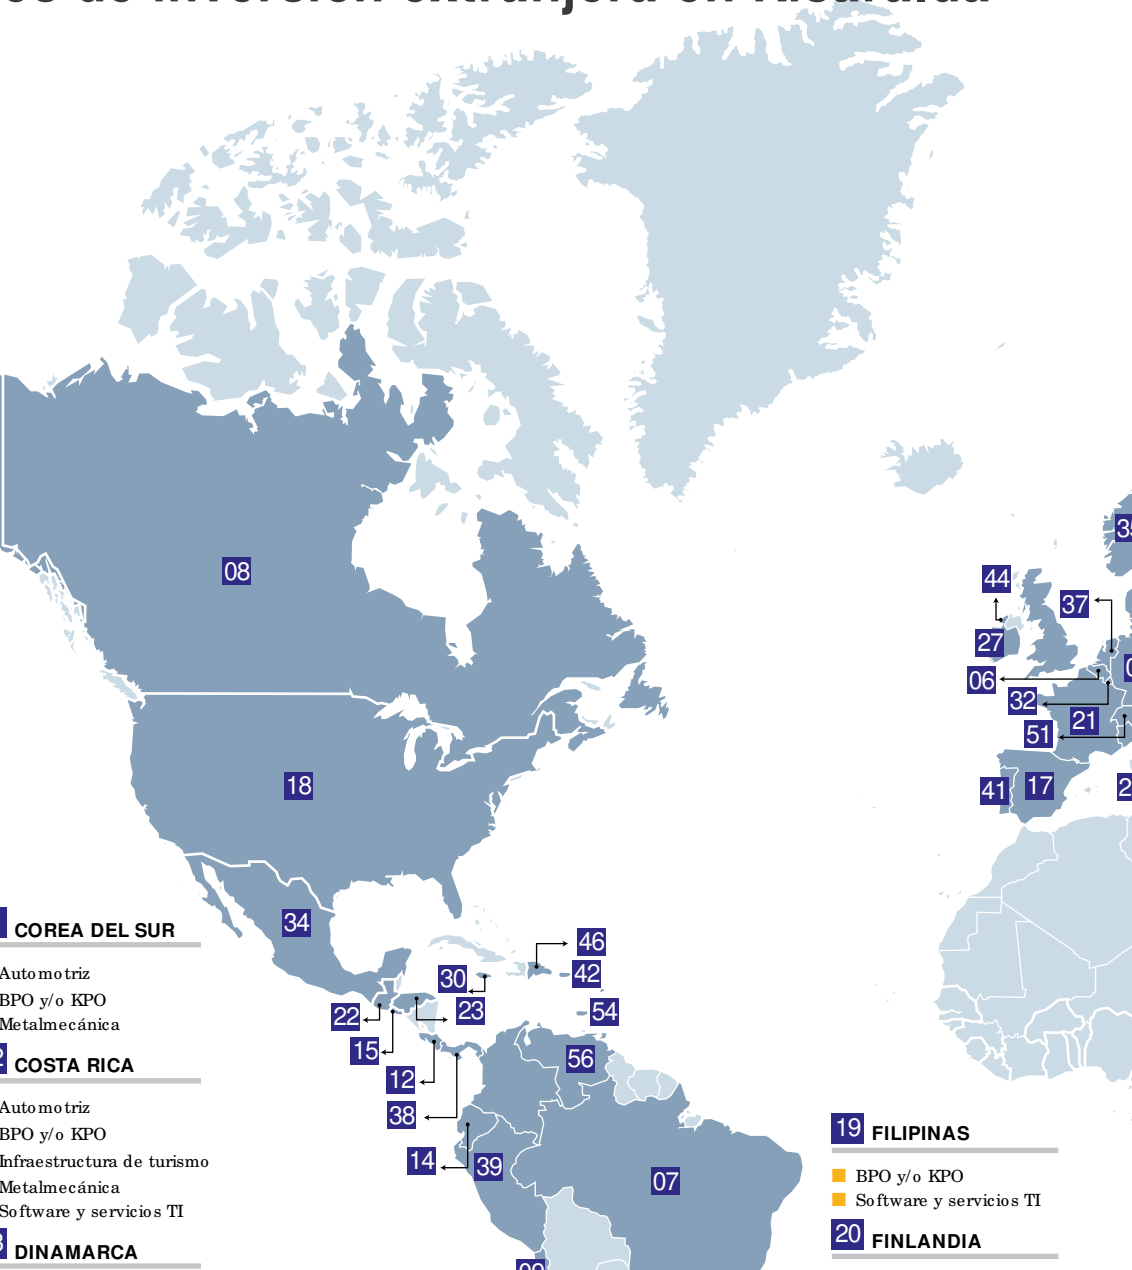 08
18
34
44
37
27
06
32
21
51
41
17
46
30
42
22
23
54
15
56
12
38
14
39
07
COREA DEL SUR
Automotriz
BPO y/o KPO
Metalmecánica
COSTA RICA
Automotriz
BPO y/o KPO
Infraestructura de turismo
Metalmecánica
Software y servicios TI
DINAMARCA
19 FILIPINAS
BPO y/o KPO
Software y servicios TI
20 FINLANDIA